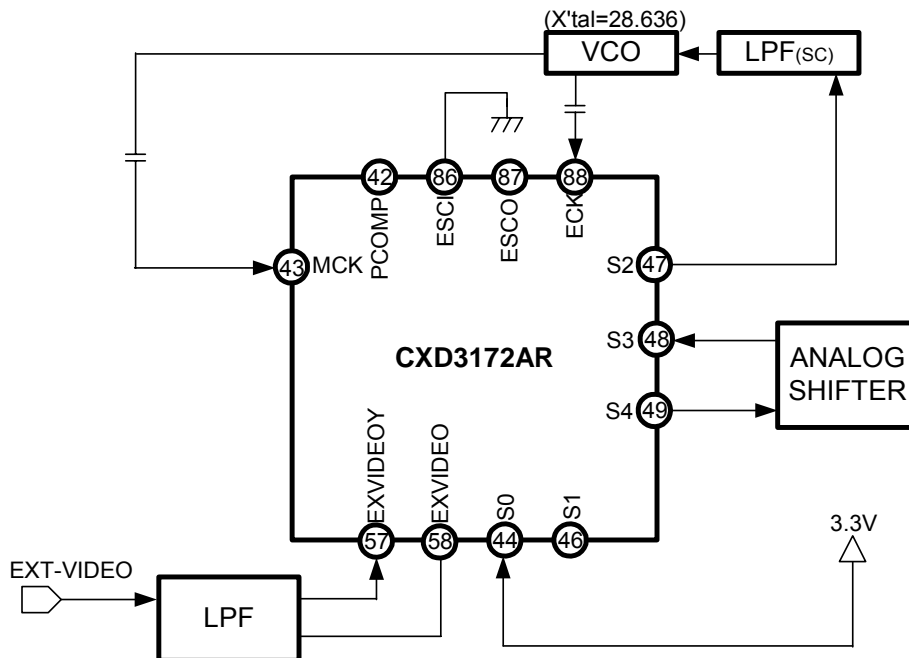 (X'tal=28.636)
VCO
LPF(SC)
42
86
87
88
PCOMP
ESCI
ESCO
ECK
43
MCK
S2
47
S3
48
CXD3172AR
ANALOG
SHIFTER
S4
49
EXVIDEOY
EXVIDEO
S0
S1
57
58
44
46
3.3V
EXT-VIDEO
LPF